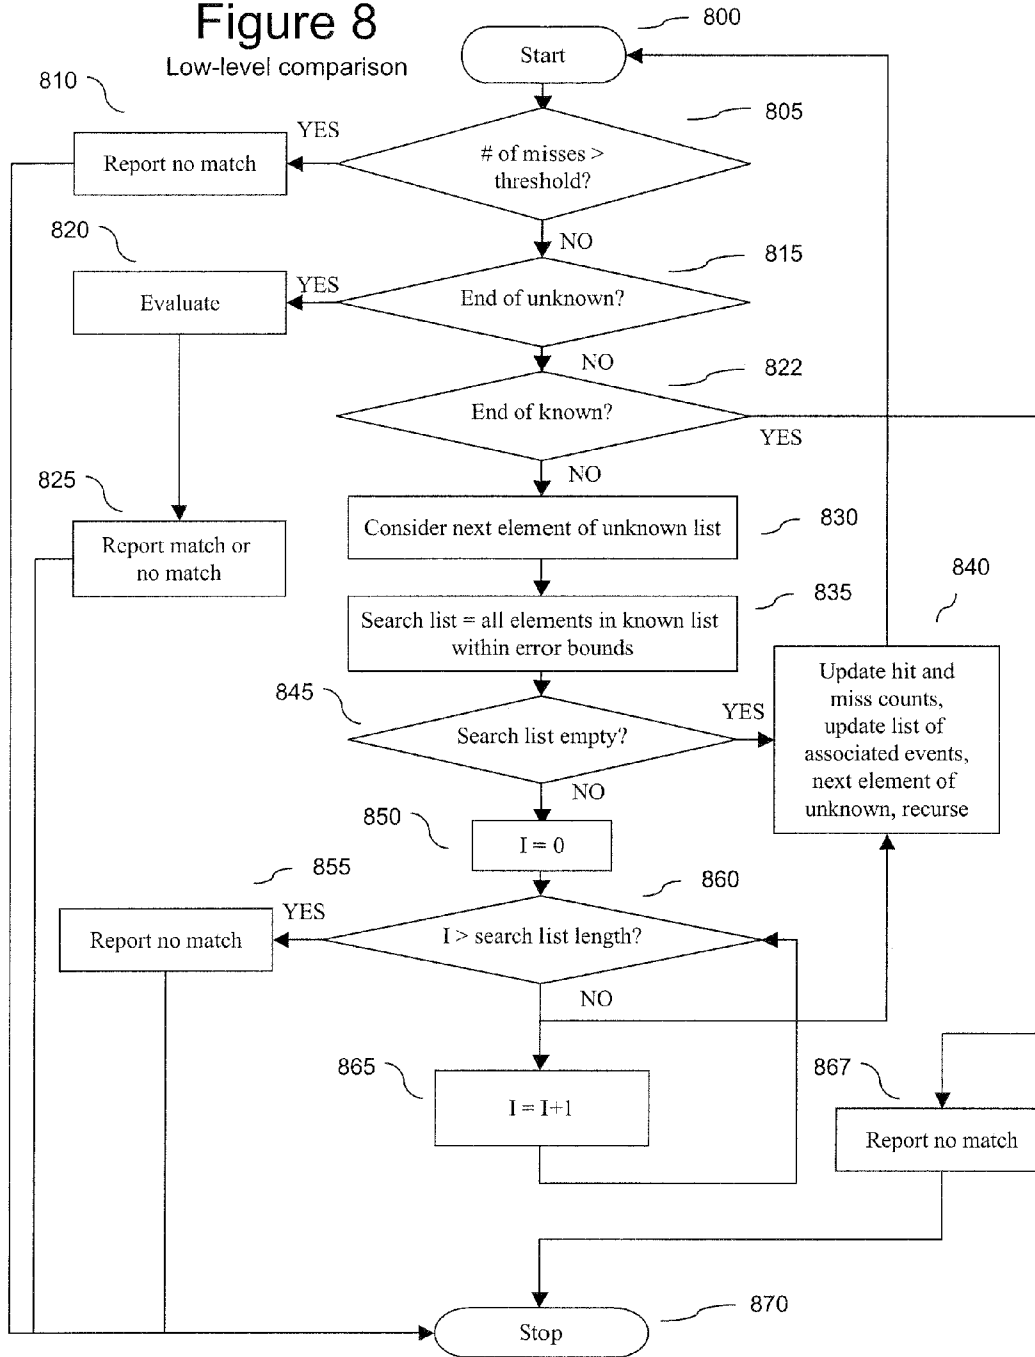 Figure 8
Low-level comparison
800
Start
810
805
YES
Report no match
# of misses >
threshold?
NO
820
815
YES
Evaluate
End of unknown?
NO
822
End of known?
YES
NO
825
Report match or
no match
Consider next element of unknown list
830
835
840
Search list = all elements in known list
within error bounds
Update hit and
miss counts,
update list of
associated events,
next element of
unknown, recurse
845
YES
Search list empty?
NO
850
I = 0
855
860
YES
Report no match
I > search list length?
NO
865
867
I = I+1
Report no match
870
Stop